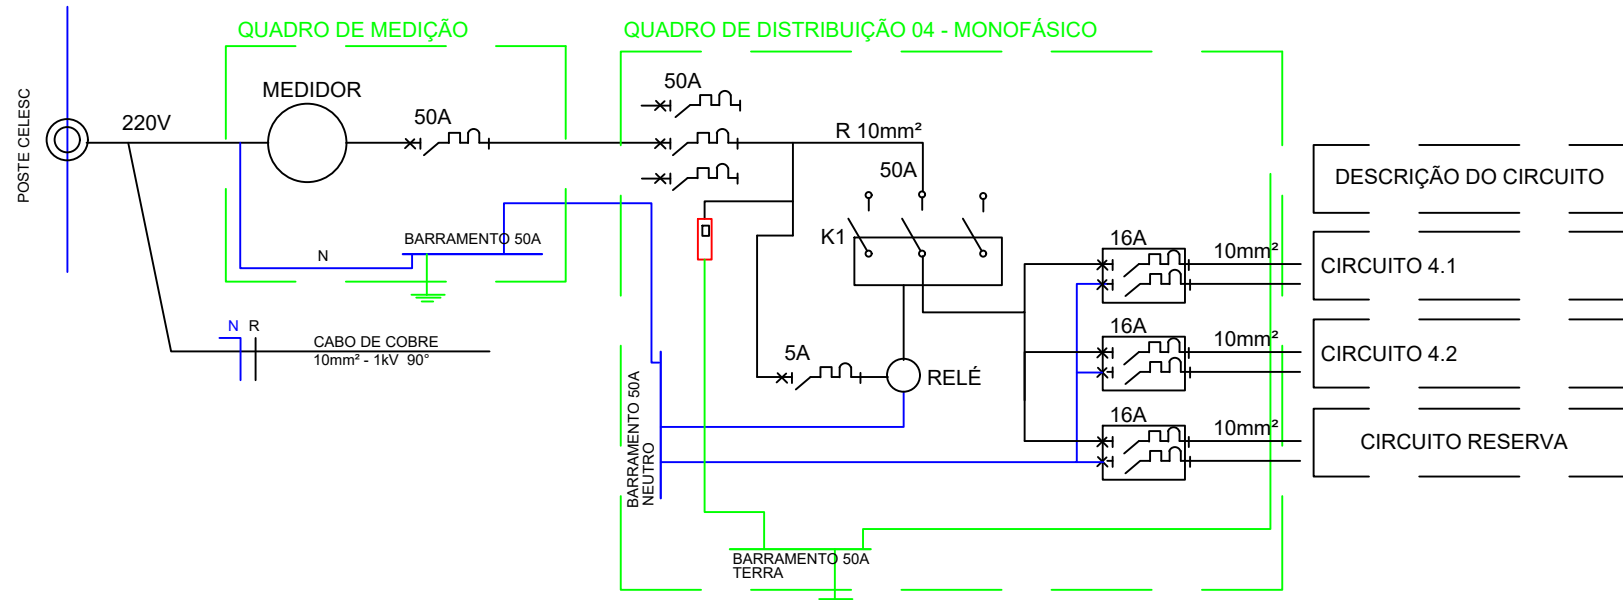 QUADRO DE MEDIÇÃO
QUADRO DE DISTRIBUIÇÃO 04 - MONOFÁSICO
POSTE CELESC
220V
MEDIDOR
50A
50A
R 10mm²
50A
K1
N
BARRAMENTO 50A
N R
CABO DE COBRE
10mm² - 1kV 90°
5A
RELÉ
BARRAMENTO 50A
NEUTRO
BARRAMENTO 50A
TERRA
16A
10mm²
16A
10mm²
16A
10mm²
DESCRIÇÃO DO CIRCUITO
CIRCUITO 4.1
CIRCUITO 4.2
CIRCUITO RESERVA